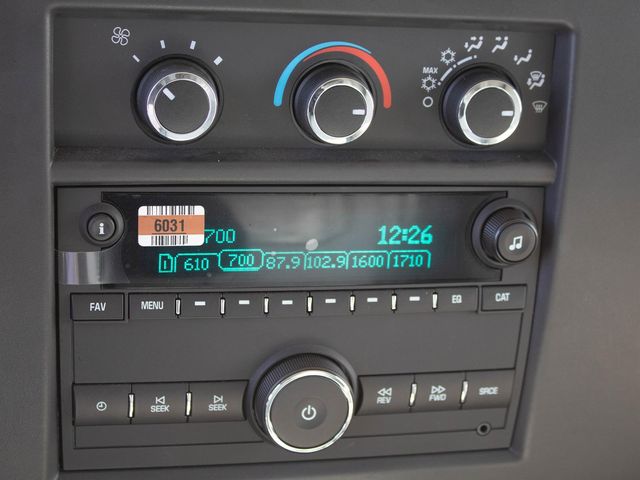 MAX
6031
700
12:26
1 610 700 87.9 102.9 1600 1710
FAV MENU EQ CAT
SEEK SEEK REV FWD SRCE